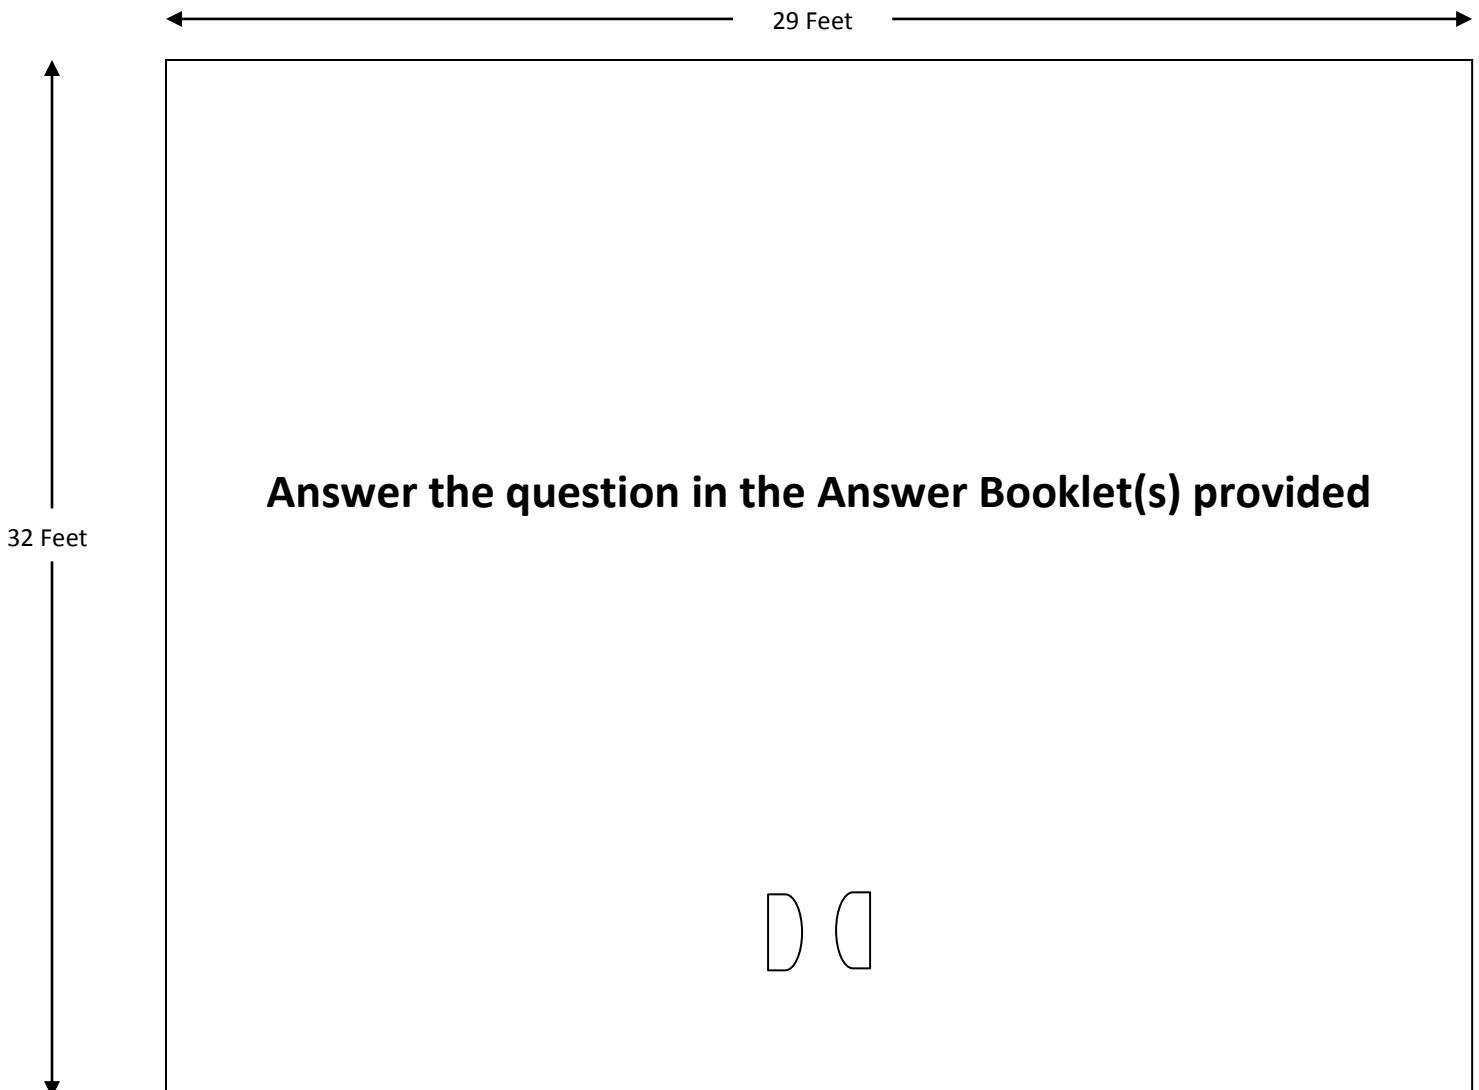 29 Feet
Answer the question in the Answer Booklet(s) provided
32 Feet